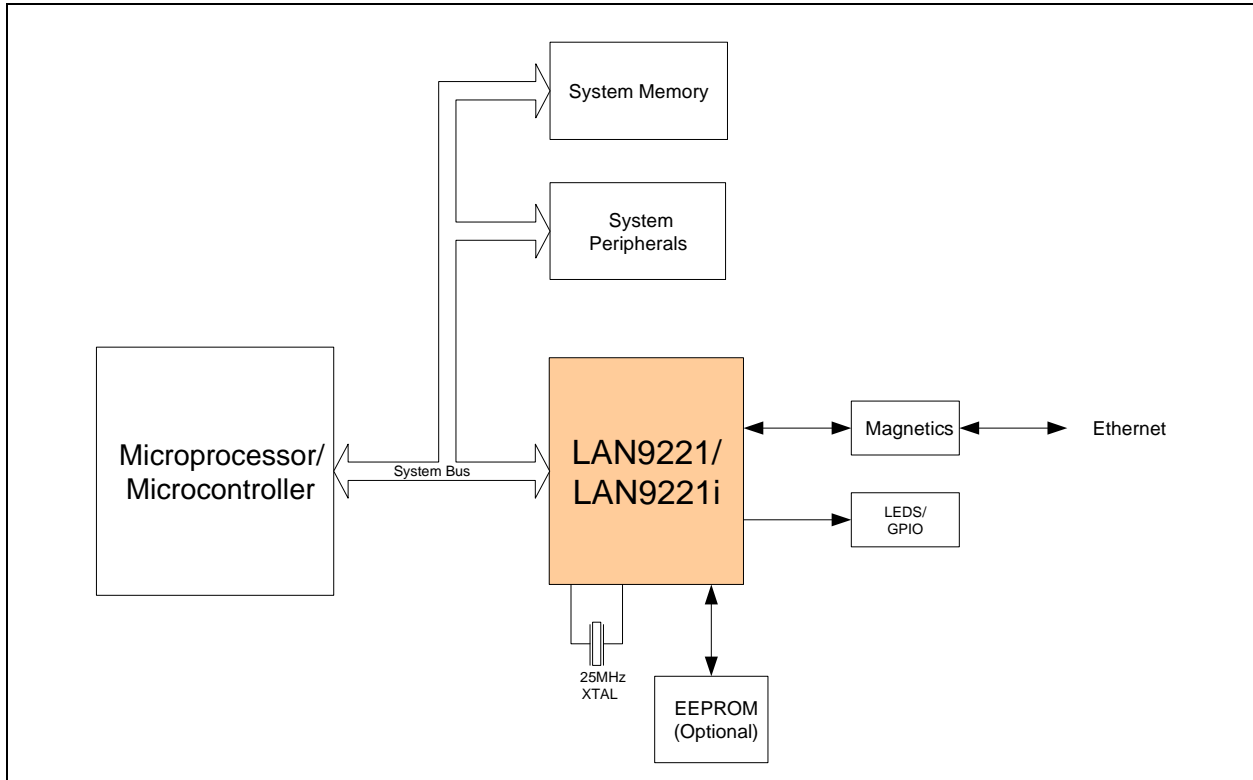 System Memory
System
Peripherals
Microprocessor/
Microcontroller
System Bus
LAN9221/
LAN9221i
Magnetics
Ethernet
LEDS/
GPIO
25MHz
XTAL
EEPROM
(Optional)